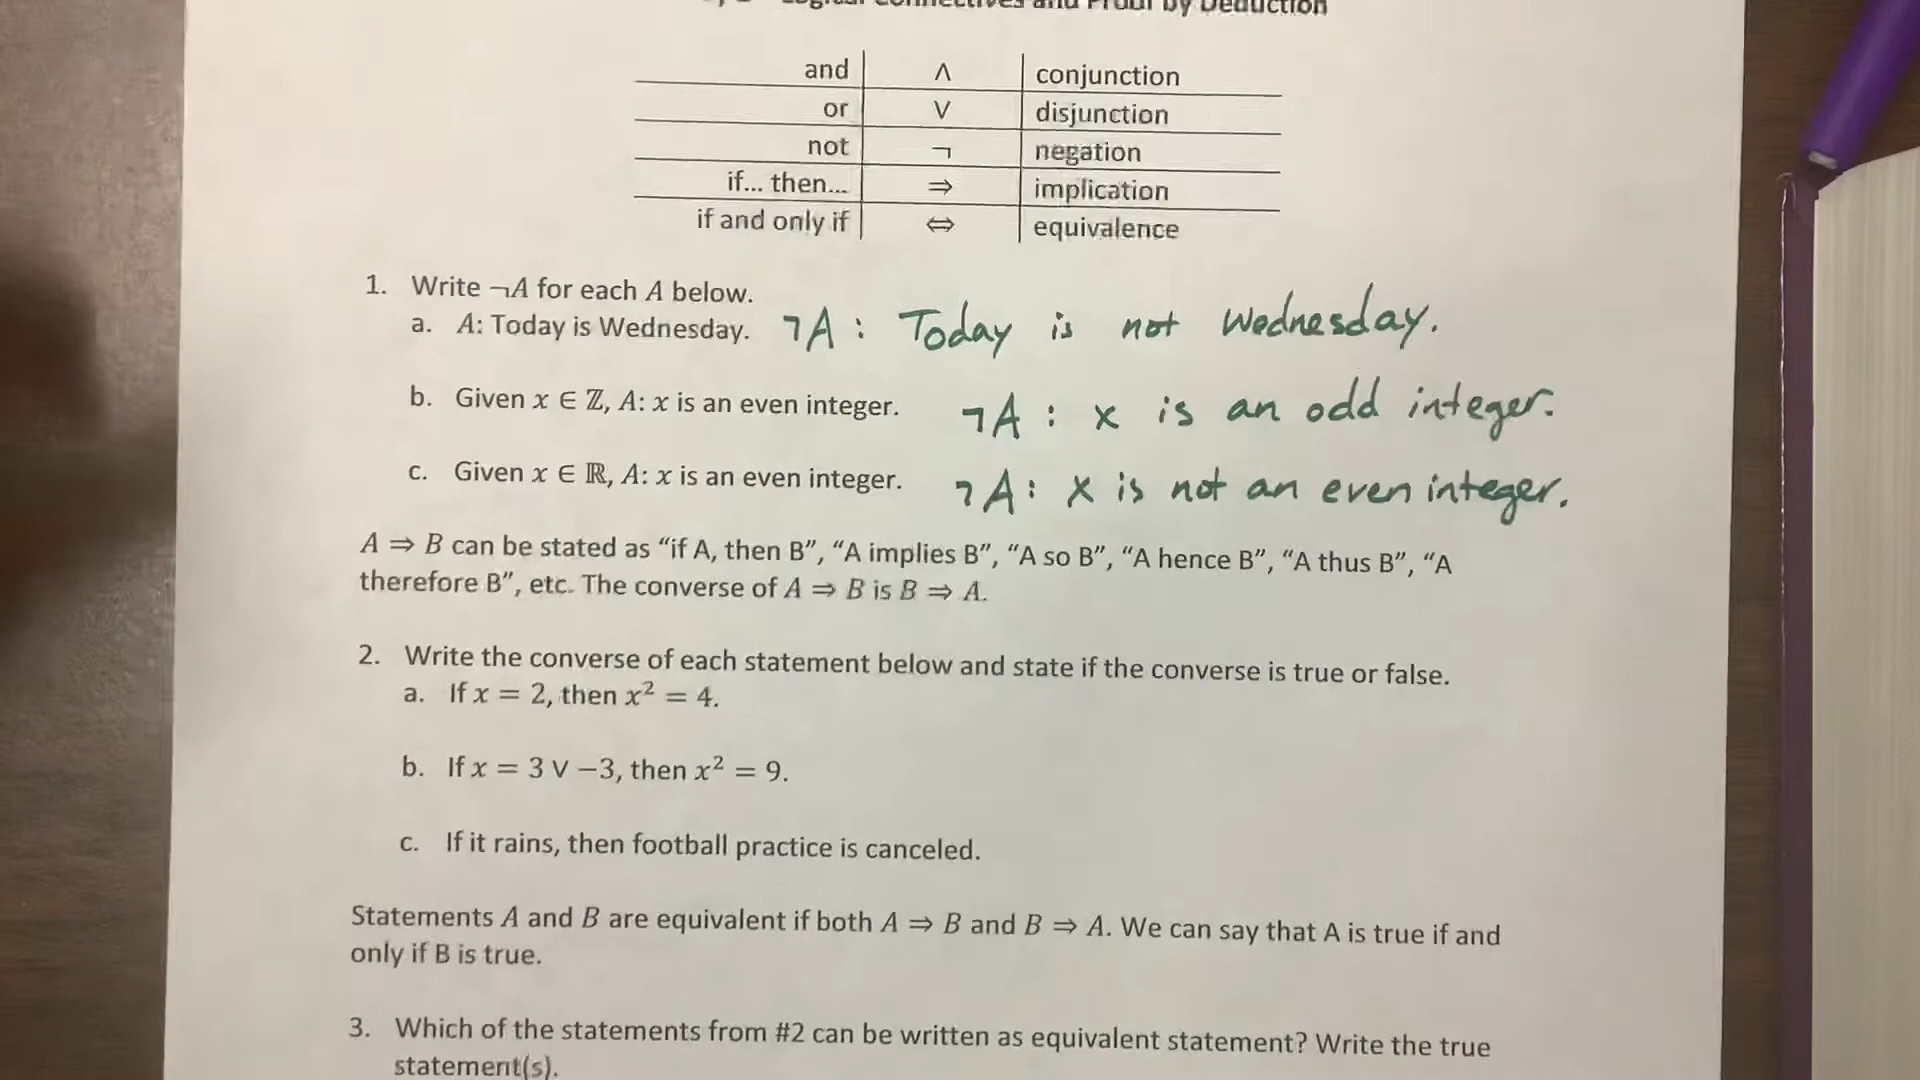 Logical Connectives and Proof by Deduction
and ∧ conjunction
or ∨ disjunction
not ¬ negation
if... then... ⇒ implication
if and only if ⇔ equivalence
1. Write ¬A for each A below.
a. A: Today is Wednesday. ¬A : Today is not Wednesday.
b. Given x ∈ ℤ, A: x is an even integer. ¬A : x is an odd integer.
c. Given x ∈ ℝ, A: x is an even integer. ¬A : x is not an even integer.
A ⇒ B can be stated as “if A, then B”, “A implies B”, “A so B”, “A hence B”, “A thus B”, “A
therefore B”, etc. The converse of A ⇒ B is B ⇒ A.
2. Write the converse of each statement below and state if the converse is true or false.
a. If x = 2, then x² = 4.
b. If x = 3 ∨ −3, then x² = 9.
c. If it rains, then football practice is canceled.
Statements A and B are equivalent if both A ⇒ B and B ⇒ A. We can say that A is true if and
only if B is true.
3. Which of the statements from #2 can be written as equivalent statement? Write the true
statement(s).